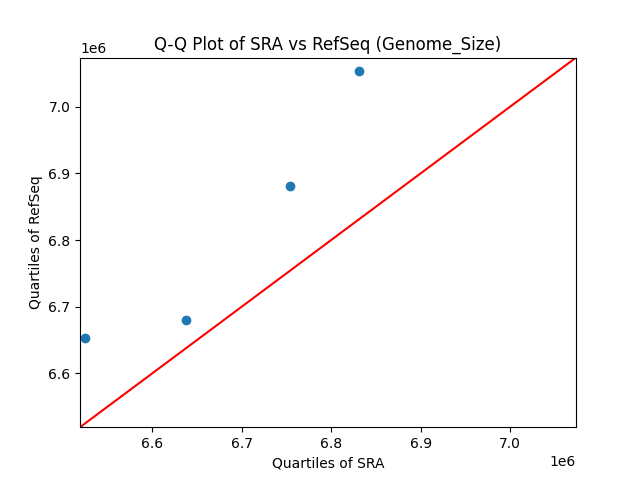 Q-Q Plot of SRA vs RefSeq (Genome_Size)
1e6
7.0
6.9
6.8
6.7
6.6
Quartiles of RefSeq
6.6 6.7 6.8 6.9 7.0
1e6
Quartiles of SRA